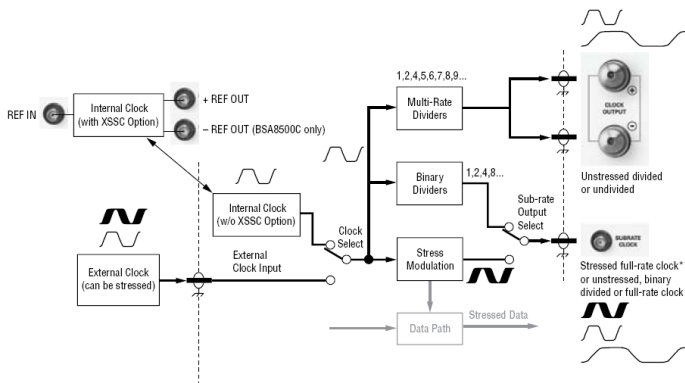 REF IN
Internal Clock
(with XSSC Option)
+ REF OUT
– REF OUT (BSA8500C only)
1,2,4,5,6,7,8,9...
Multi-Rate
Dividers
CLOCK
OUTPUT
+
−
Unstressed divided
or undivided
Binary
Dividers
1,2,4,8...
Internal Clock
(w/o XSSC Option)
Clock
Select
Sub-rate
Output
Select
External Clock
(can be stressed)
External
Clock Input
Stress
Modulation
SUBRATE
CLOCK
Stressed full-rate clock*
or unstressed, binary
divided or full-rate clock
Data Path
Stressed Data